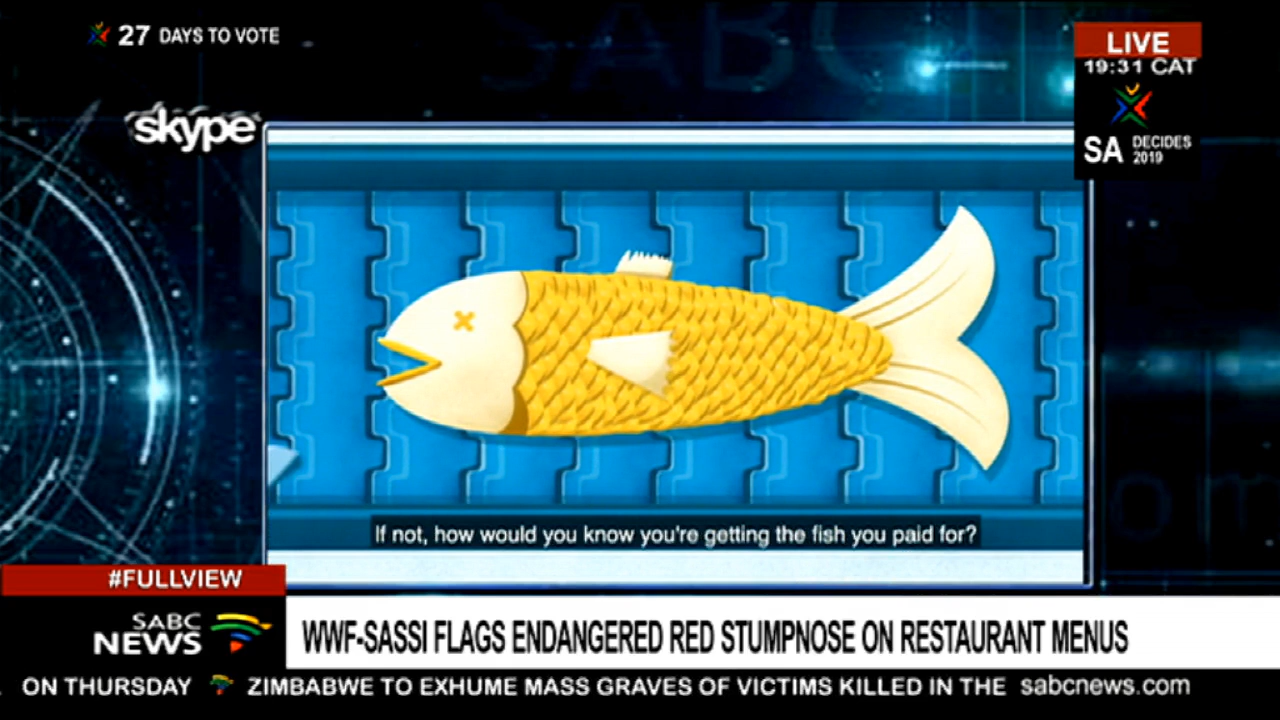 27 DAYS TO VOTE
LIVE
19:31 CAT
SA DECIDES 2019
skype
If not, how would you know you're getting the fish you paid for?
#FULLVIEW
SABC NEWS
WWF-SASSI FLAGS ENDANGERED RED STUMPNOSE ON RESTAURANT MENUS
. ON THURSDAY ZIMBABWE TO EXHUME MASS GRAVES OF VICTIMS KILLED IN THE sabcnews.com
SABC
om